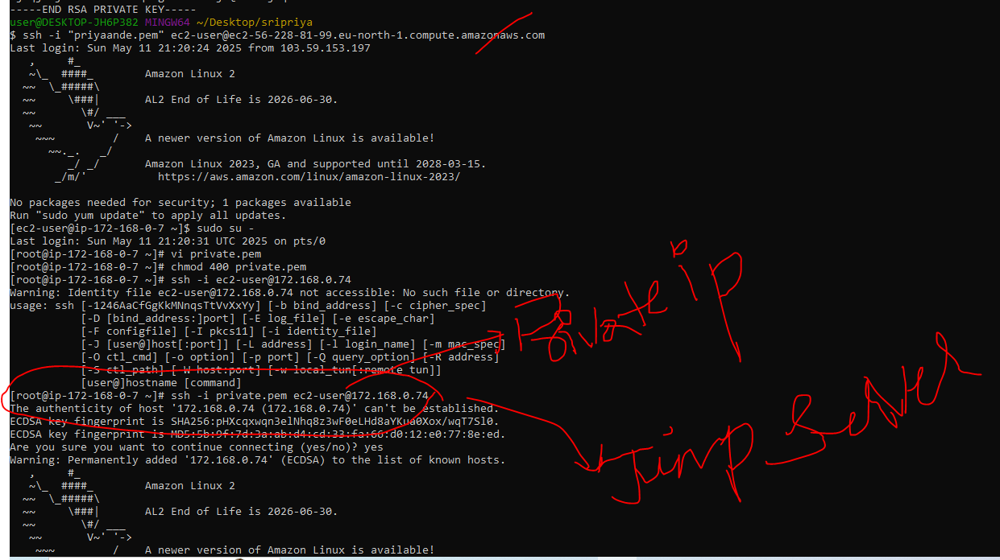 -----END RSA PRIVATE KEY-----
user@DESKTOP-JH6P382 MINGW64 ~/Desktop/sripriya
$ ssh -i "priyaande.pem" ec2-user@ec2-56-228-81-99.eu-north-1.compute.amazonaws.com
Last login: Sun May 11 21:20:24 2025 from 103.59.153.197
   ,     #_
   ~\_  ####_        Amazon Linux 2
  ~~  \_#####\
  ~~     \###|       AL2 End of Life is 2026-06-30.
  ~~       \#/ ___
   ~~       V~' '->
    ~~~         /    A newer version of Amazon Linux is available!
      ~~._.   _/
         _/ _/       Amazon Linux 2023, GA and supported until 2028-03-15.
       _/m/'           https://aws.amazon.com/linux/amazon-linux-2023/
No packages needed for security; 1 packages available
Run "sudo yum update" to apply all updates.
[ec2-user@ip-172-168-0-7 ~]$ sudo su -
Last login: Sun May 11 21:20:31 UTC 2025 on pts/0
[root@ip-172-168-0-7 ~]# vi private.pem
[root@ip-172-168-0-7 ~]# chmod 400 private.pem
[root@ip-172-168-0-7 ~]# ssh -i ec2-user@172.168.0.74
Warning: Identity file ec2-user@172.168.0.74 not accessible: No such file or directory.
usage: ssh [-1246AaCfGgKkMNnqsTtVvXxYy] [-b bind_address] [-c cipher_spec]
           [-D [bind_address:]port] [-E log_file] [-e escape_char]
           [-F configfile] [-I pkcs11] [-i identity_file]
           [-J [user@]host[:port]] [-L address] [-l login_name] [-m mac_spec]
           [-O ctl_cmd] [-o option] [-p port] [-Q query_option] [-R address]
           [-S ctl_path] [-W host:port] [-w local_tun[:remote_tun]]
           [user@]hostname [command]
[root@ip-172-168-0-7 ~]# ssh -i private.pem ec2-user@172.168.0.74
The authenticity of host '172.168.0.74 (172.168.0.74)' can't be established.
ECDSA key fingerprint is SHA256:pHXcqxwqn3elNhq8z3wF0eLHd8aYKua0Xox/wqT7Sl0.
ECDSA key fingerprint is MD5:5b:9f:7d:3a:ab:d4:cd:33:fa:66:d0:12:e0:77:8e:ed.
Are you sure you want to continue connecting (yes/no)? yes
Warning: Permanently added '172.168.0.74' (ECDSA) to the list of known hosts.
   ,     #_
   ~\_  ####_        Amazon Linux 2
  ~~  \_#####\
  ~~     \###|       AL2 End of Life is 2026-06-30.
  ~~       \#/ ___
   ~~       V~' '->
    ~~~         /    A newer version of Amazon Linux is available!
Private ip
Jump Server